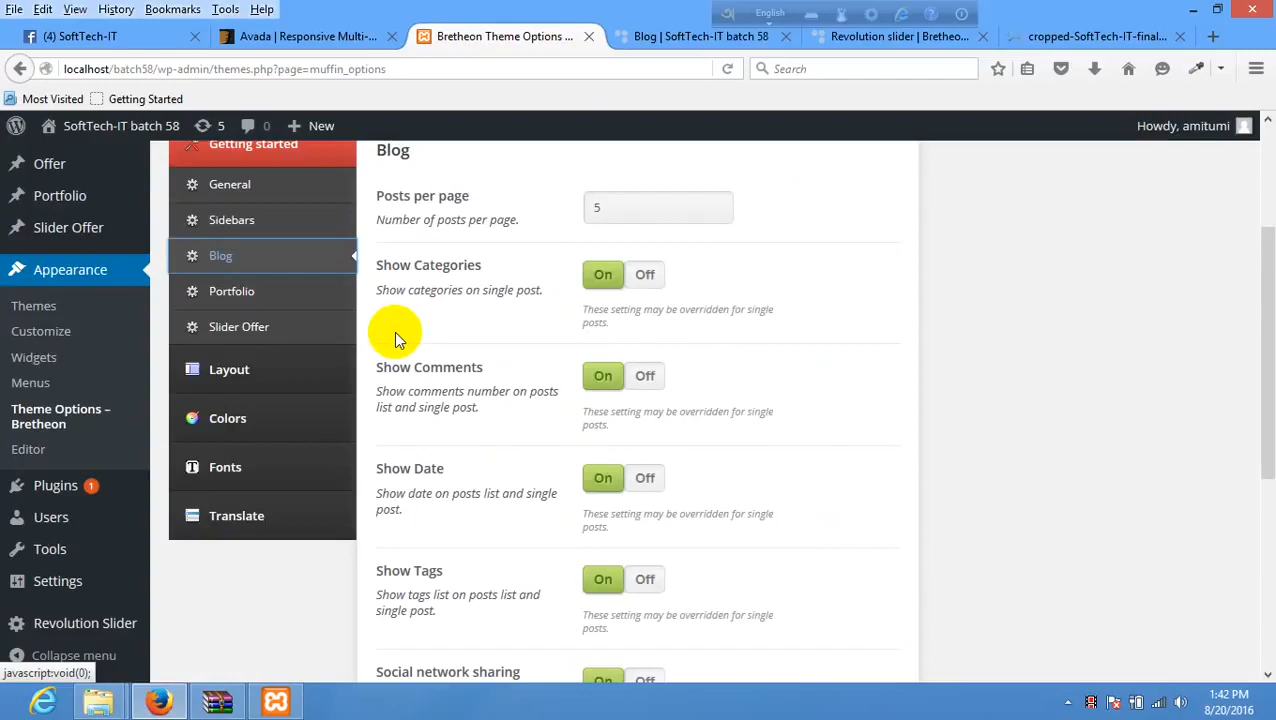 File Edit View History Bookmarks Tools Help
English
(4) SoftTech-IT
Avada | Responsive Multi-...
Bretheon Theme Options ...
Blog | SoftTech-IT batch 58
Revolution slider | Bretheo...
cropped-SoftTech-IT-final...
localhost/batch58/wp-admin/themes.php?page=muffin_options
Search
Most Visited Getting Started
SoftTech-IT batch 58 5 0 New Howdy, amitumi
Offer
Portfolio
Slider Offer
Appearance
Themes
Customize
Widgets
Menus
Theme Options –
Bretheon
Editor
Plugins 1
Users
Tools
Settings
Revolution Slider
Collapse menu
javascript:void(0);
Getting started
General
Sidebars
Blog
Portfolio
Slider Offer
Layout
Colors
Fonts
Translate
Blog
Posts per page
Number of posts per page.
5
Show Categories
Show categories on single post.
On Off
These setting may be overridden for single
posts.
Show Comments
Show comments number on posts
list and single post.
On Off
These setting may be overridden for single
posts.
Show Date
Show date on posts list and single
post.
On Off
These setting may be overridden for single
posts.
Show Tags
Show tags list on posts list and
single post.
On Off
These setting may be overridden for single
posts.
Social network sharing
On Off
1:42 PM
8/20/2016